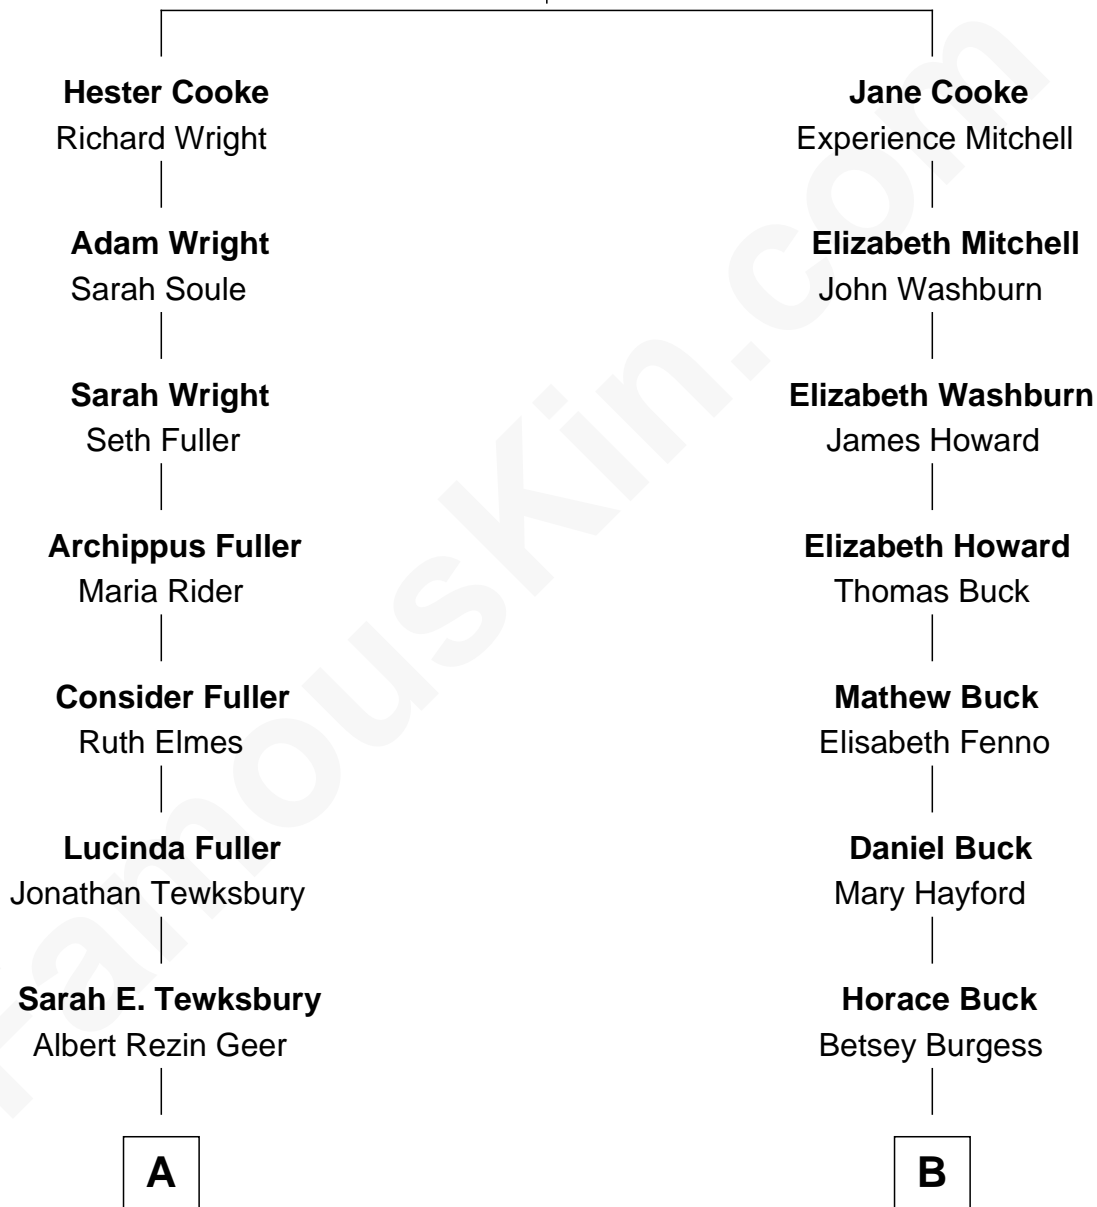 Hester Cooke
Richard Wright
Adam Wright
Sarah Soule
Sarah Wright
Seth Fuller
Archippus Fuller
Maria Rider
Consider Fuller
Ruth Elmes
Lucinda Fuller
Jonathan Tewksbury
Sarah E. Tewksbury
Albert Rezin Geer
A
Jane Cooke
Experience Mitchell
Elizabeth Mitchell
John Washburn
Elizabeth Washburn
James Howard
Elizabeth Howard
Thomas Buck
Mathew Buck
Elisabeth Fenno
Daniel Buck
Mary Hayford
Horace Buck
Betsey Burgess
B
FamousKin.com